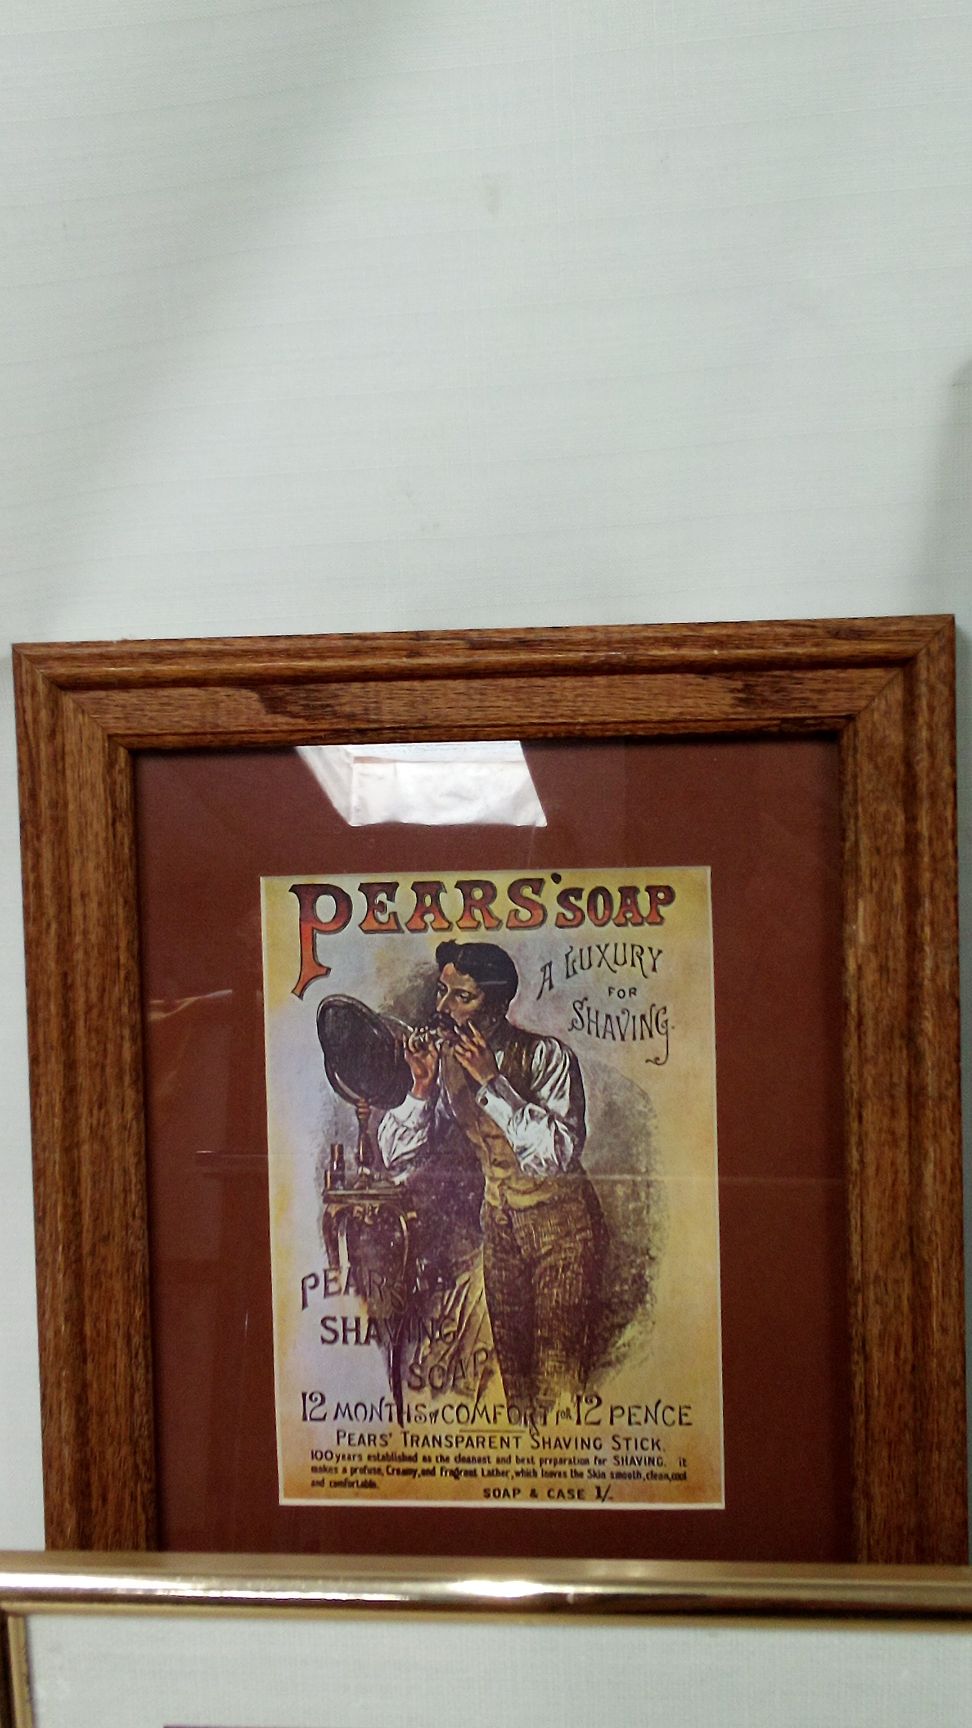 PEARS' SOAP
A LUXURY
FOR
SHAVING.
PEARS
SHAVING
SOAP
12 MONTHS of COMFORT for 12 PENCE
PEARS' TRANSPARENT SHAVING STICK.
100 years established as the cleanest and best preparation for SHAVING. it
makes a profuse, Creamy, and Fragrant Lather, which leaves the Skin smooth, clean, cool
and comfortable.
SOAP & CASE 1/-